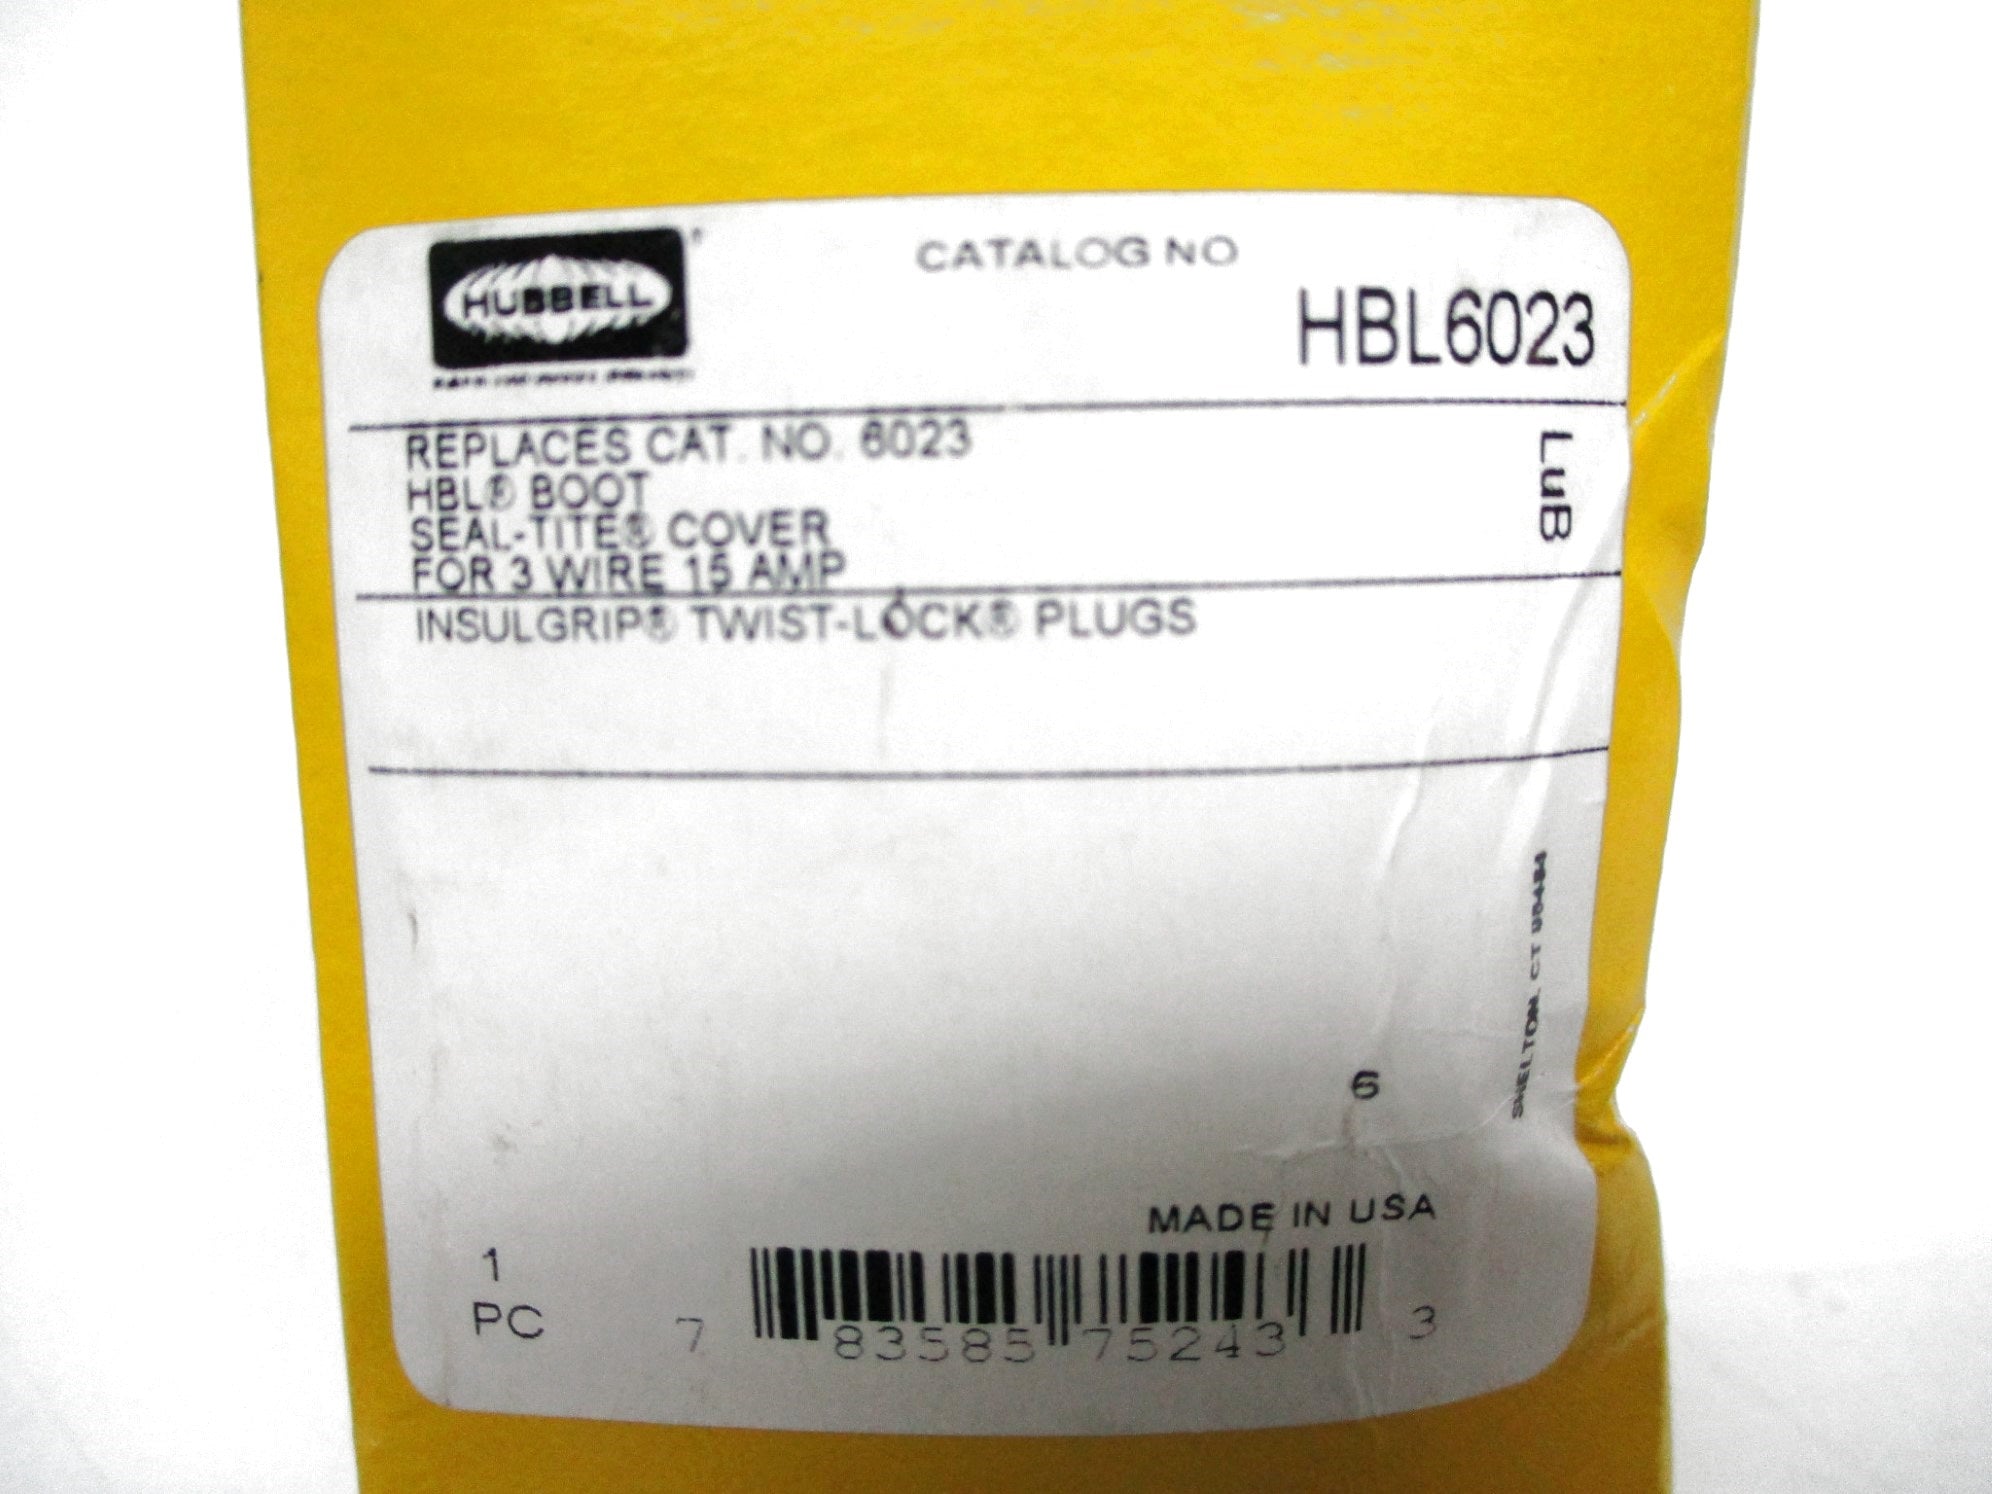 HUBBELL
CATALOG NO
HBL6023
REPLACES CAT. NO. 6023
HBL® BOOT
SEAL-TITE® COVER
FOR 3 WIRE 15 AMP
INSULGRIP® TWIST-LOCK® PLUGS
LuB
SHELTON, CT 06484
6
MADE IN USA
1
PC
7 83585 75243 3